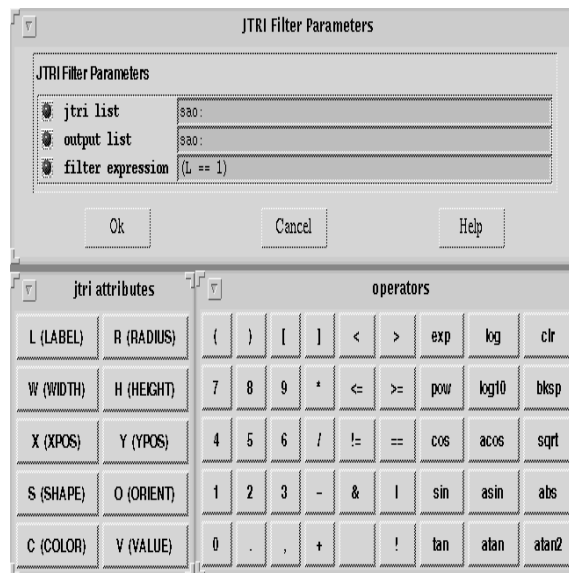 JTRI Filter Parameters
JTRI Filter Parameters
jtri list sao:
output list sao:
filter expression (L == 1)
Ok Cancel Help
jtri attributes
L (LABEL) R (RADIUS)
W (WIDTH) H (HEIGHT)
X (XPOS) Y (YPOS)
S (SHAPE) O (ORIENT)
C (COLOR) V (VALUE)
operators
( ) [ ] < > exp log clr
7 8 9 * <= >= pow log10 bksp
4 5 6 / != == cos acos sqrt
1 2 3 - & | sin asin abs
0 . , + ! tan atan atan2